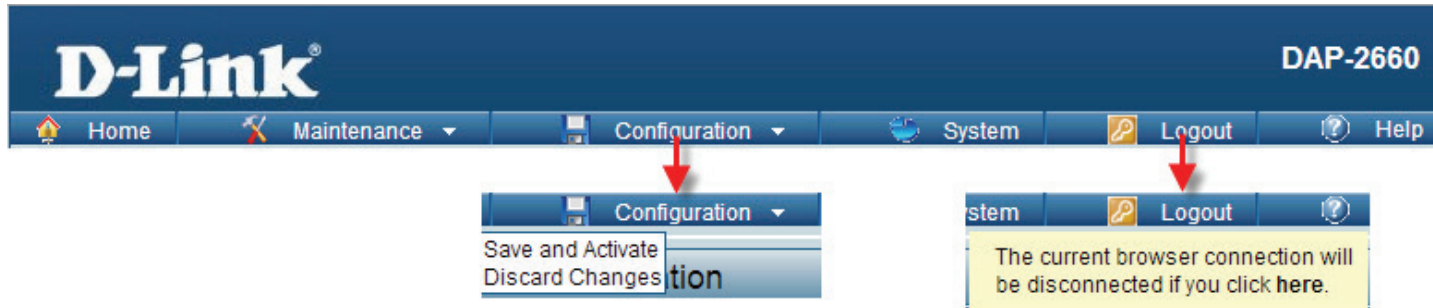 D-Link®
DAP-2660
Home Maintenance Configuration System Logout Help
Configuration
Save and Activate
Discard Changes
tion
stem Logout
The current browser connection will
be disconnected if you click here.